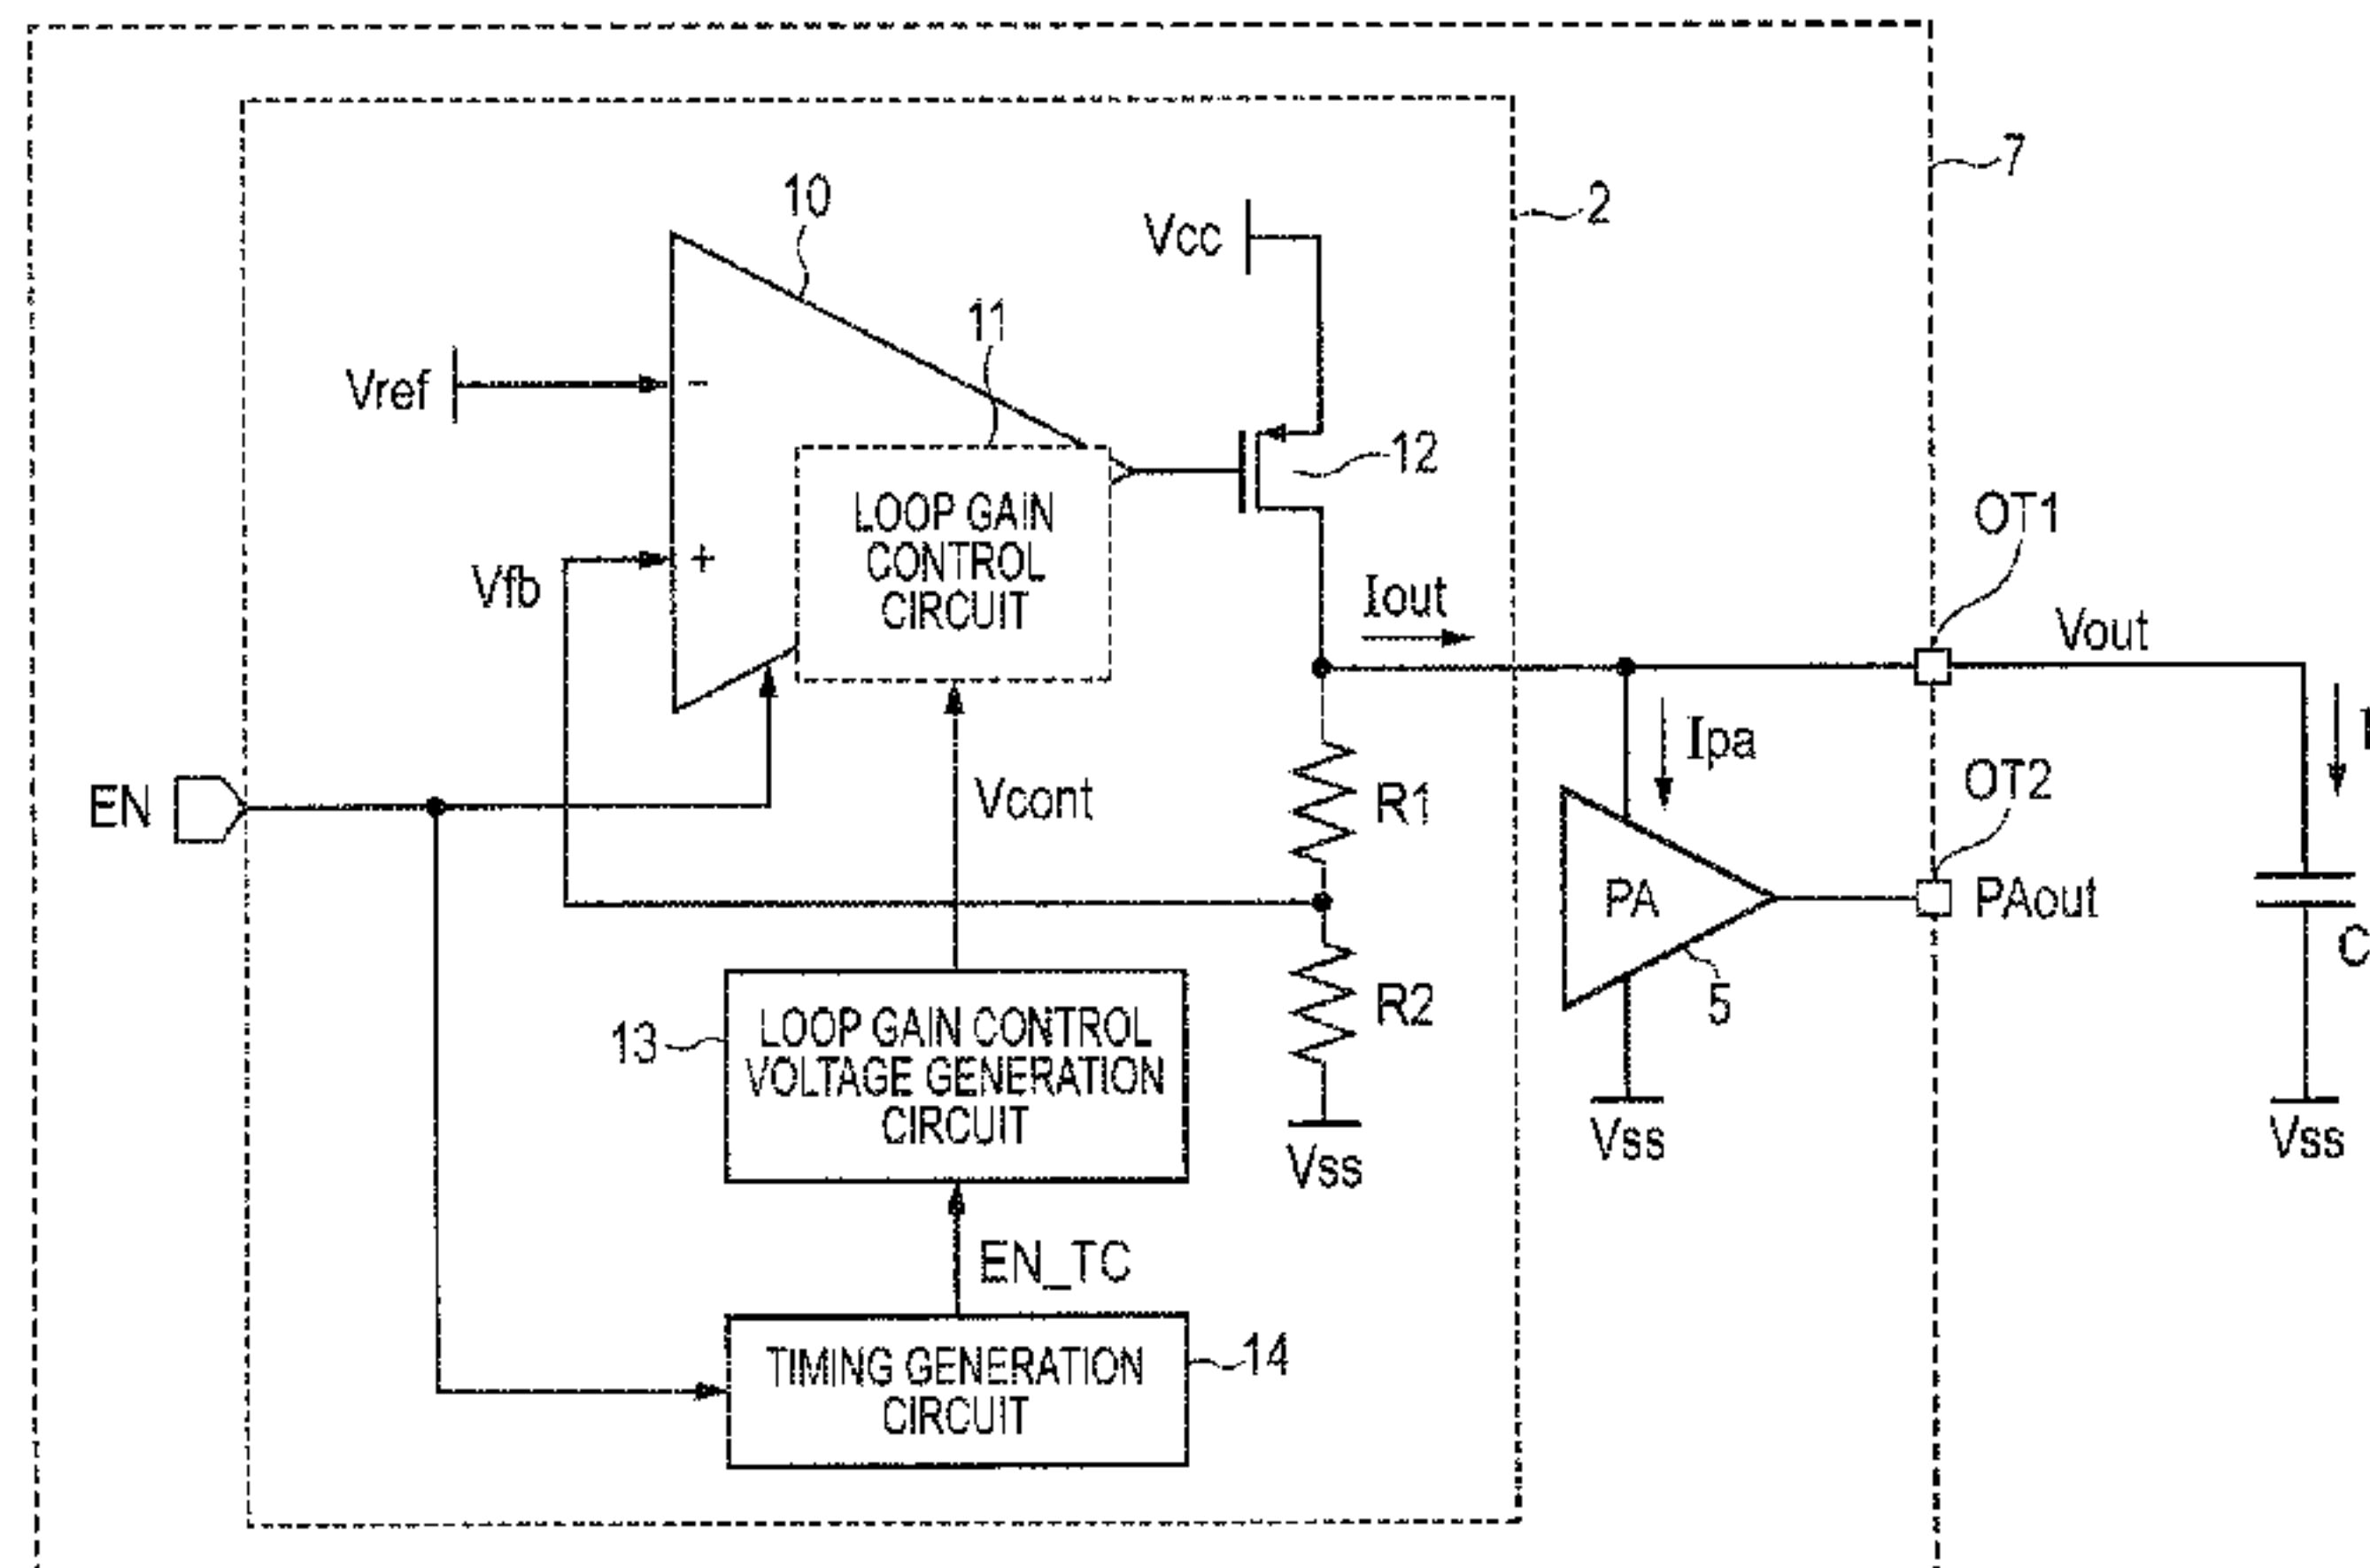 7
2
10
Vcc
11
Vref
-
12
LOOP GAIN
CONTROL
CIRCUIT
OT1
+
Vfb
Iout
Vout
Ipa
OT2
EN
Vcont
R1
PA
PAout
C
R2
5
13
LOOP GAIN CONTROL
VOLTAGE GENERATION
CIRCUIT
Vss
Vss
Vss
EN_TC
TIMING GENERATION
CIRCUIT
14